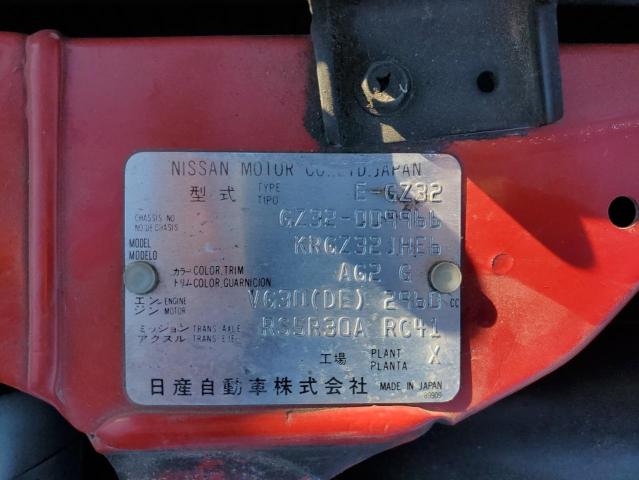 NISSAN MOTOR CO.,LTD.JAPAN
型式 TYPE TIPO E-GZ32
CHASSIS NO NO.DE CHASSIS GZ32-009966
MODEL MODELO KRGZ32JHE6
カラー COLOR,TRIM トリム COLOR,GUARNICION AG2 G
エンジン ENGINE MOTOR VG30(DE) 2960 CC
ミッション TRANS. AXLE アクスル TRANS. EJE RS5R30A RC41
工場 PLANT PLANTA X
日産自動車株式会社 MADE IN JAPAN
89909